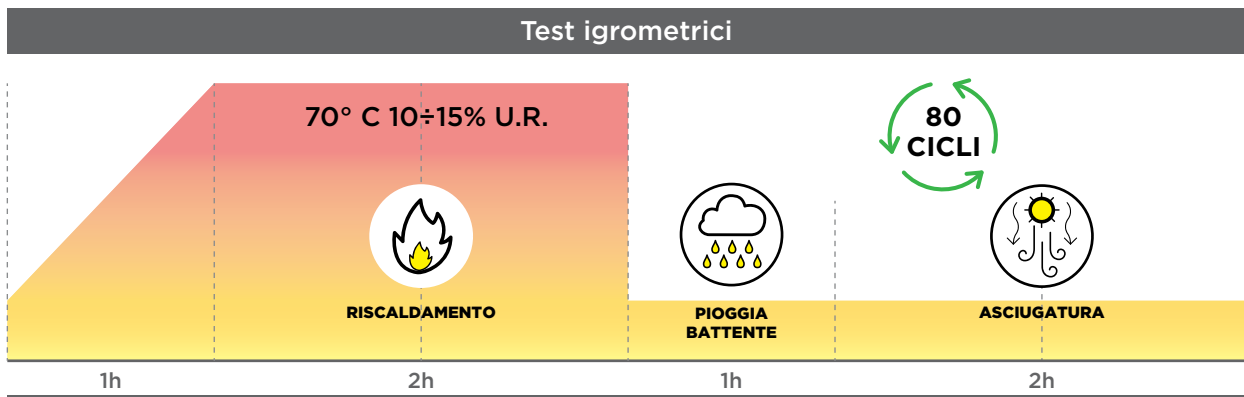 Test igrometrici
70° C 10÷15% U.R.
80
CICLI
RISCALDAMENTO
PIOGGIA
BATTENTE
ASCIUGATURA
1h
2h
1h
2h